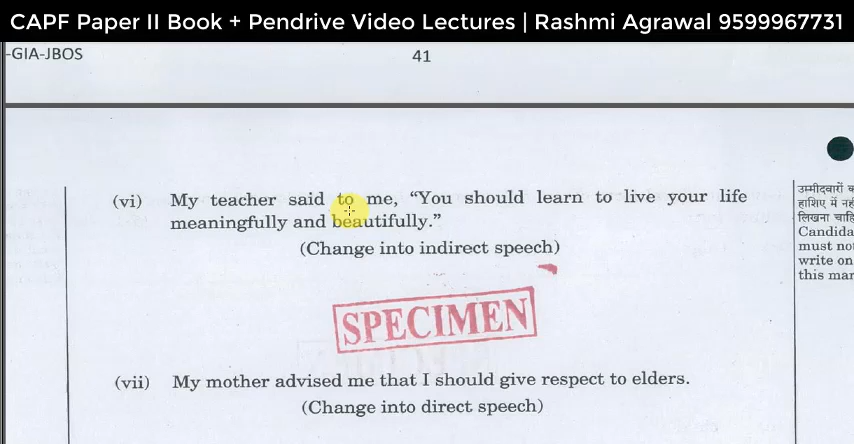 CAPF Paper II Book + Pendrive Video Lectures | Rashmi Agrawal 9599967731
-GIA-JBOS
41
(vi) My teacher said to me, “You should learn to live your life
meaningfully and beautifully.”
(Change into indirect speech)
SPECIMEN
(vii) My mother advised me that I should give respect to elders.
(Change into direct speech)
उम्मीदवारों
हाशिए में नहीं
लिखना
Candida
must not
write on
this mar